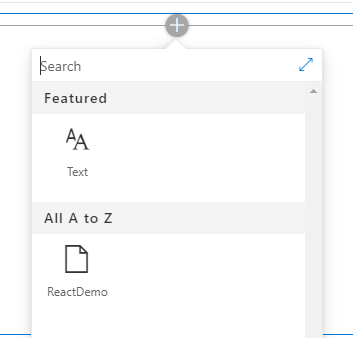 Search
Featured
Text
All A to Z
ReactDemo